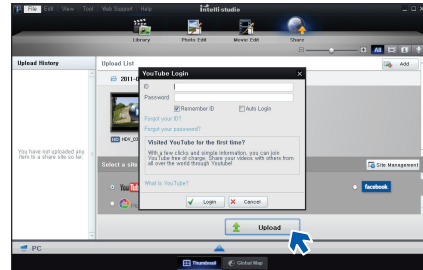 File Edit View Tool Web Support Help
Intelli-studio
Library Photo Edit Movie Edit Share
All
Upload History
Upload List
Add
2011-0
YouTube Login
ID
Password
Remember ID Auto Login
Forgot your ID?
Forgot your password?
HDV_00
Visited YouTube for the first time?
With a few clicks and simple information, you can join
YouTube free of charge. Share your videos with others from
all over the world through Youtube!
You have not uploaded any
item to a share site so far.
Select a site
Site Management
What is YouTube?
facebook
Login Cancel
Upload
PC
Thumbnail Global Map